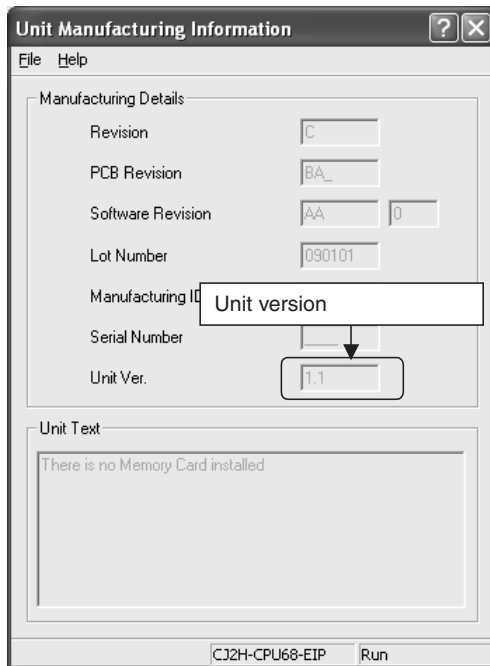 Unit Manufacturing Information
File Help
Manufacturing Details
Revision C
PCB Revision BA_
Software Revision AA 0
Lot Number 090101
Manufacturing ID
Unit version
Serial Number ____
Unit Ver. 1.1
Unit Text
There is no Memory Card installed
CJ2H-CPU68-EIP Run